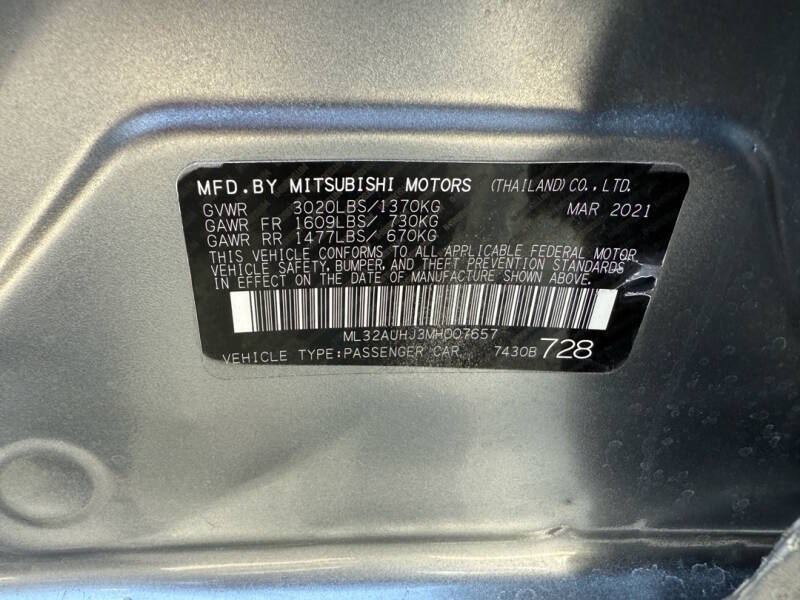 MFD.BY MITSUBISHI MOTORS (THAILAND)CO.,LTD.
GVWR 3020LBS/1370KG MAR 2021
GAWR FR 1609LBS/ 730KG
GAWR RR 1477LBS/ 670KG
THIS VEHICLE CONFORMS TO ALL APPLICABLE FEDERAL MOTOR
VEHICLE SAFETY, BUMPER, AND THEFT PREVENTION STANDARDS
IN EFFECT ON THE DATE OF MANUFACTURE SHOWN ABOVE.
ML32AUHJ3MH007657
VEHICLE TYPE:PASSENGER CAR 7430B 728